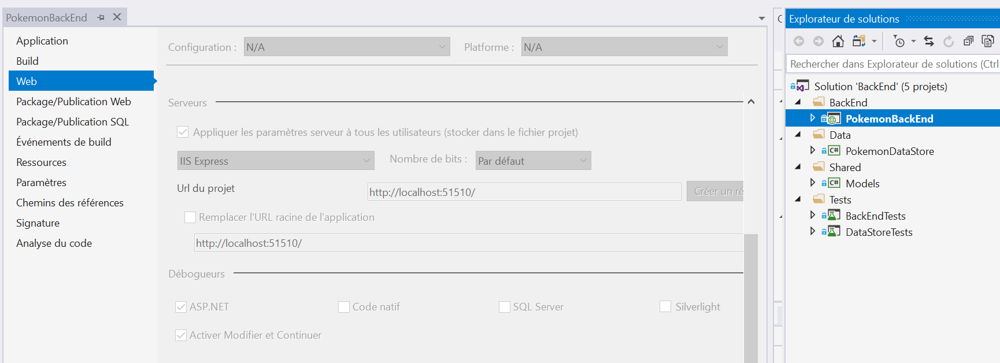 PokemonBackEnd
Application
Build
Web
Package/Publication Web
Package/Publication SQL
Événements de build
Ressources
Paramètres
Chemins des références
Signature
Analyse du code
Configuration : N/A Platforme : N/A
Serveurs
Appliquer les paramètres serveur à tous les utilisateurs (stocker dans le fichier projet)
IIS Express Nombre de bits : Par défaut
Url du projet http://localhost:51510/ Créer un ré
Remplacer l'URL racine de l'application
http://localhost:51510/
Débogueurs
ASP.NET Code natif SQL Server Silverlight
Activer Modifier et Continuer
Explorateur de solutions
Rechercher dans Explorateur de solutions (Ctrl
Solution 'BackEnd' (5 projets)
BackEnd
PokemonBackEnd
Data
C# PokemonDataStore
Shared
C# Models
Tests
BackEndTests
DataStoreTests